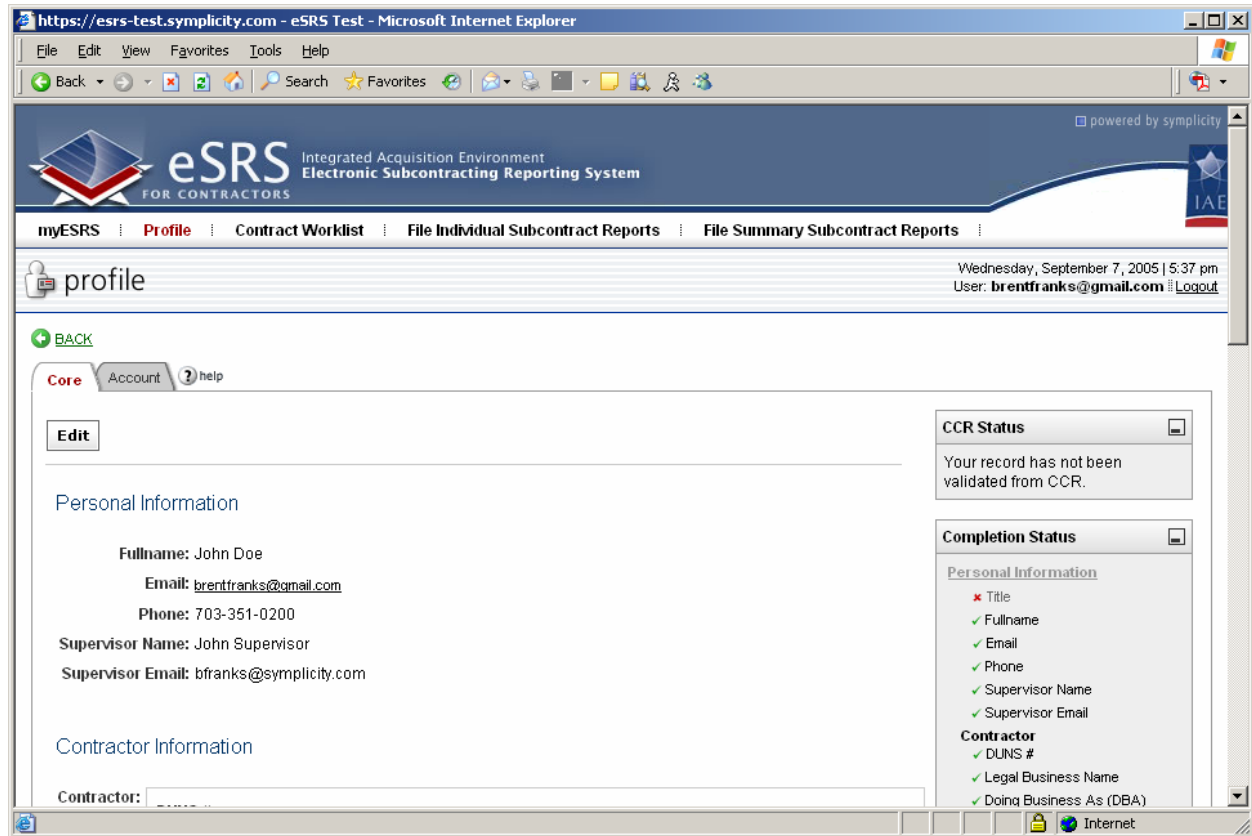 https://esrs-test.symplicity.com - eSRS Test - Microsoft Internet Explorer
File Edit View Favorites Tools Help
Back Search Favorites
powered by symplicity
eSRS
FOR CONTRACTORS
Integrated Acquisition Environment
Electronic Subcontracting Reporting System
IAE
myESRS Profile Contract Worklist File Individual Subcontract Reports File Summary Subcontract Reports
profile
Wednesday, September 7, 2005 | 5:37 pm
User: brentfranks@gmail.com Logout
BACK
Core Account ? help
Edit
Personal Information
Fullname: John Doe
Email: brentfranks@gmail.com
Phone: 703-351-0200
Supervisor Name: John Supervisor
Supervisor Email: bfranks@symplicity.com
Contractor Information
Contractor:
CCR Status
Your record has not been
validated from CCR.
Completion Status
Personal Information
Title
Fullname
Email
Phone
Supervisor Name
Supervisor Email
Contractor
DUNS #
Legal Business Name
Doing Business As (DBA)
Internet